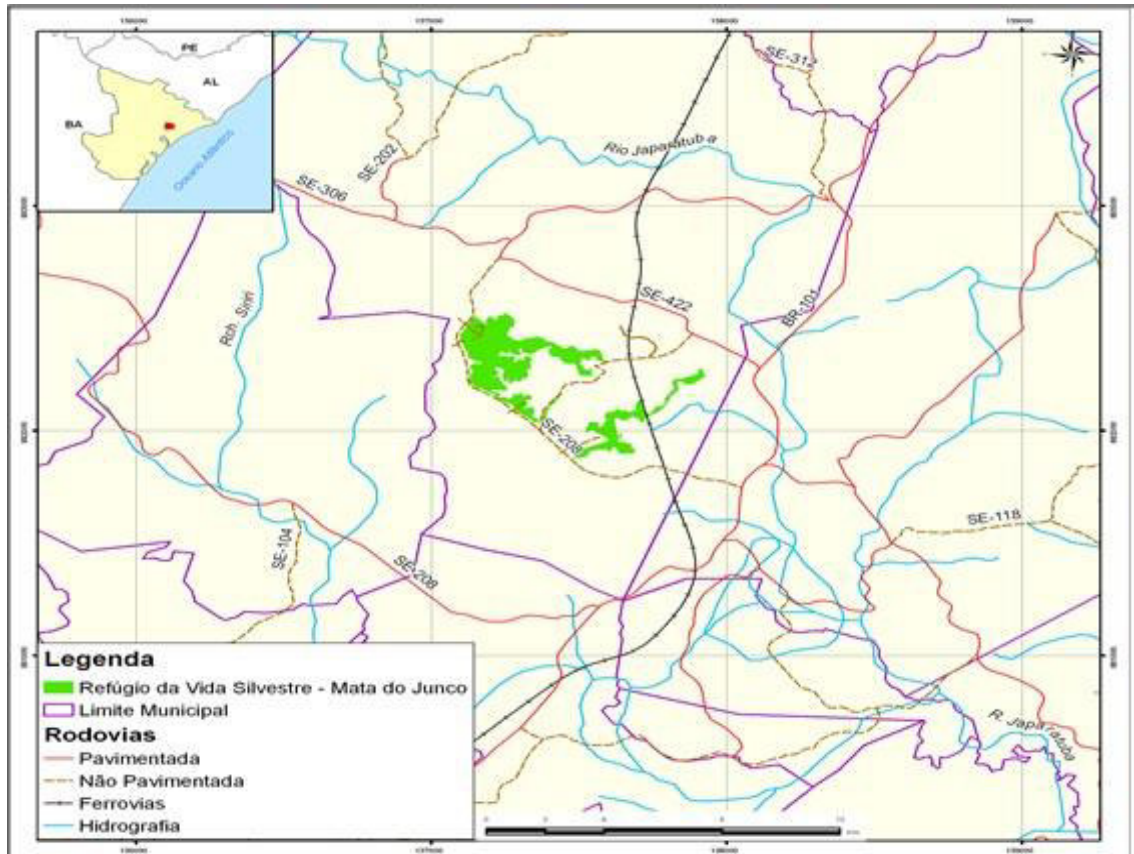 PE
AL
BA
Oceano Atlântico
SE-312
SE-202
Rio Japaratuba
SE-306
Rch. Siriri
SE-422
BR-101
SE-208
SE-118
SE-104
SE-208
R. Japaratuba
Legenda
Refúgio da Vida Silvestre - Mata do Junco
Limite Municipal
Rodovias
Pavimentada
Não Pavimentada
Ferrovias
Hidrografia